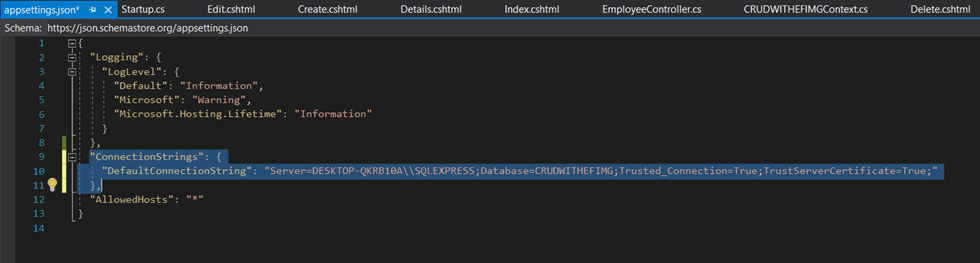 appsettings.json* Startup.cs Edit.cshtml Create.cshtml Details.cshtml Index.cshtml EmployeeController.cs CRUDWITHEFIMGContext.cs Delete.cshtml
Schema: https://json.schemastore.org/appsettings.json
1 {
2 "Logging": {
3 "LogLevel": {
4 "Default": "Information",
5 "Microsoft": "Warning",
6 "Microsoft.Hosting.Lifetime": "Information"
7 }
8 },
9 "ConnectionStrings": {
10 "DefaultConnectionString": "Server=DESKTOP-QKRB10A\\SQLEXPRESS;Database=CRUDWITHEFIMG;Trusted_Connection=True;TrustServerCertificate=True;"
11 },
12 "AllowedHosts": "*"
13 }
14